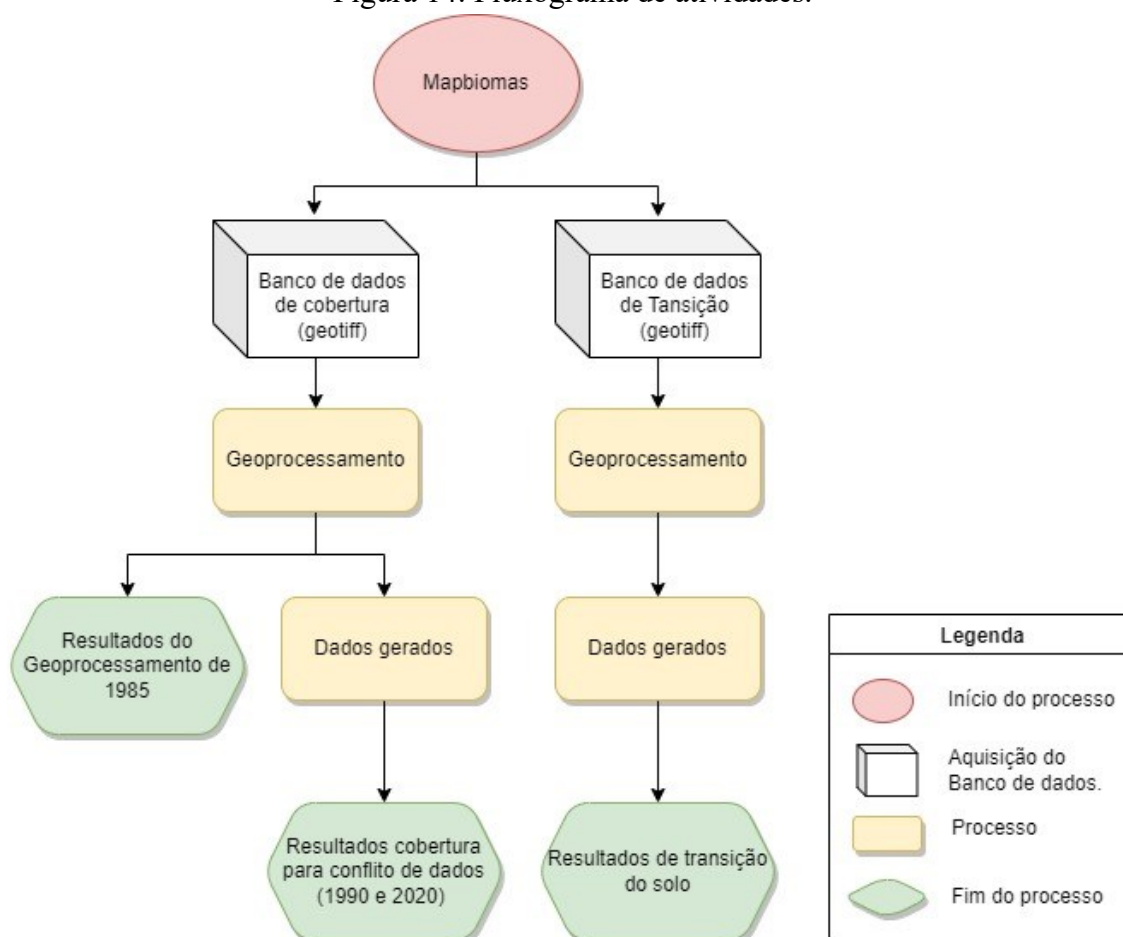 Figura 14. Fluxograma de atividades.
Mapbiomas
Banco de dados
de cobertura
(geotiff)
Banco de dados
de Tansição
(geotiff)
Geoprocessamento
Geoprocessamento
Resultados do
Geoprocessamento de
1985
Dados gerados
Dados gerados
Resultados cobertura
para conflito de dados
(1990 e 2020)
Resultados de transição
do solo
Legenda
Início do processo
Aquisição do
Banco de dados.
Processo
Fim do processo